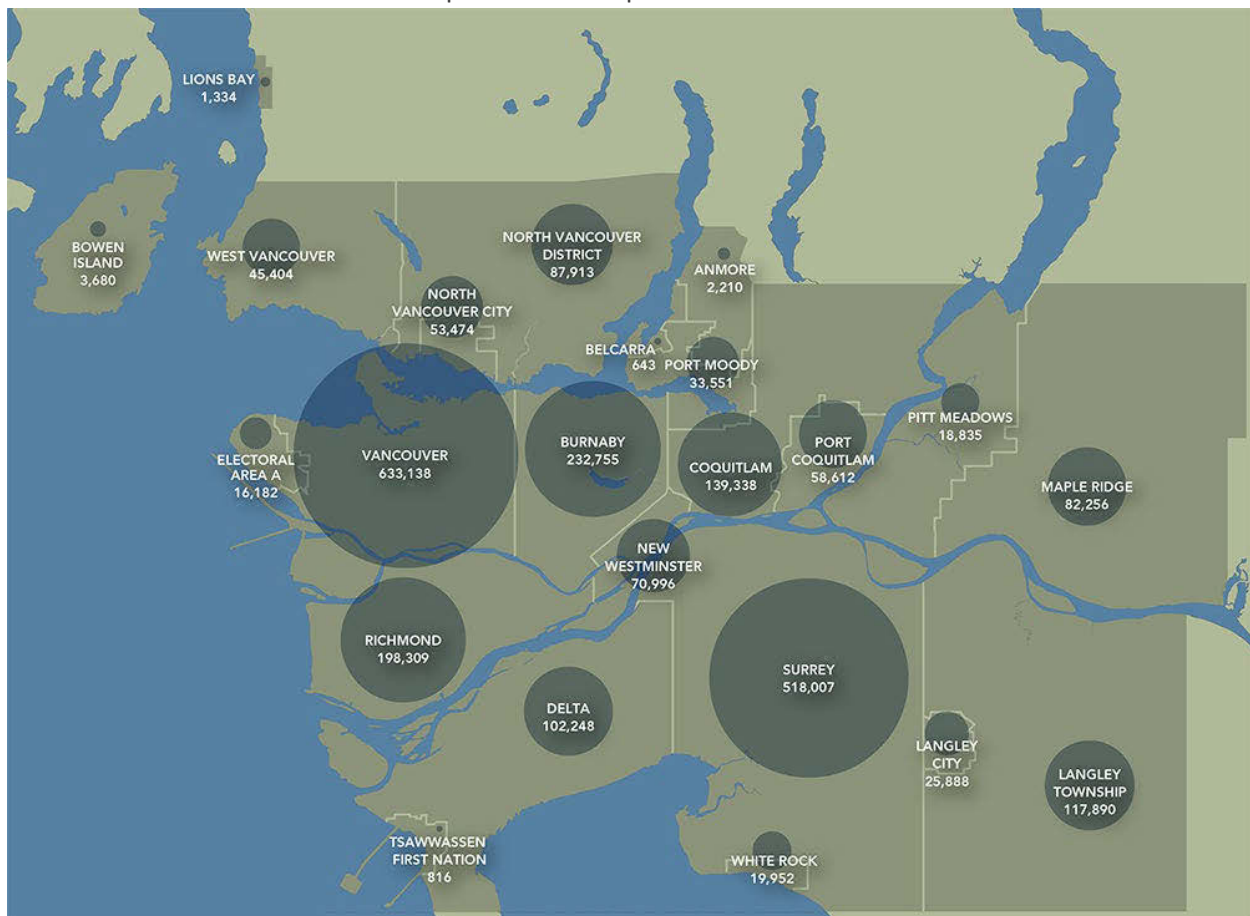 LIONS BAY
1,334
BOWEN
ISLAND
3,680
WEST VANCOUVER
45,404
NORTH VANCOUVER
DISTRICT
87,913
ANMORE
2,210
NORTH
VANCOUVER CITY
53,474
BELCARRA
643
PORT MOODY
33,551
PITT MEADOWS
18,835
ELECTORAL
AREA A
16,182
VANCOUVER
633,138
BURNABY
232,755
COQUITLAM
139,338
PORT
COQUITLAM
58,612
MAPLE RIDGE
82,256
NEW
WESTMINSTER
70,996
RICHMOND
198,309
SURREY
518,007
DELTA
102,248
LANGLEY
CITY
25,888
LANGLEY
TOWNSHIP
117,890
TSAWWASSEN
FIRST NATION
816
WHITE ROCK
19,952